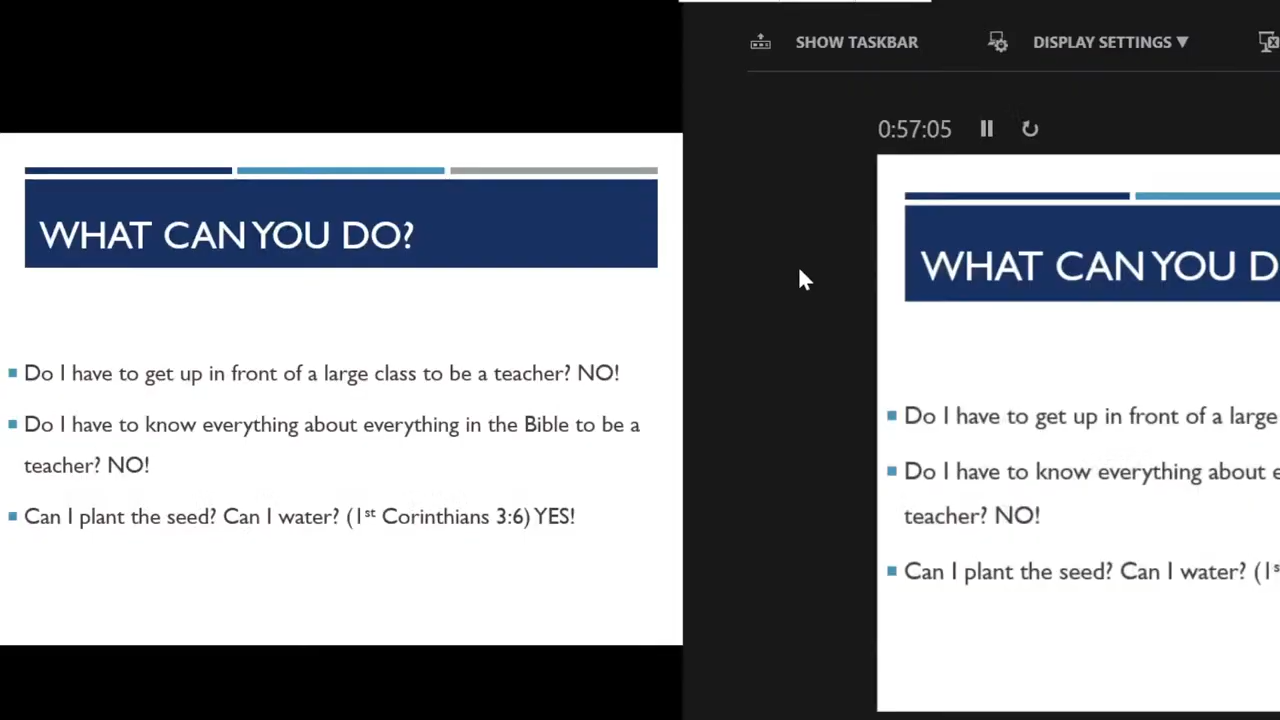 WHAT CAN YOU DO?
Do I have to get up in front of a large class to be a teacher? NO!
Do I have to know everything about everything in the Bible to be a
teacher? NO!
Can I plant the seed? Can I water? (1st Corinthians 3:6) YES!
SHOW TASKBAR
DISPLAY SETTINGS ▼
0:57:05
WHAT CAN YOU D
Do I have to get up in front of a large
Do I have to know everything about e
teacher? NO!
Can I plant the seed? Can I water? (1s